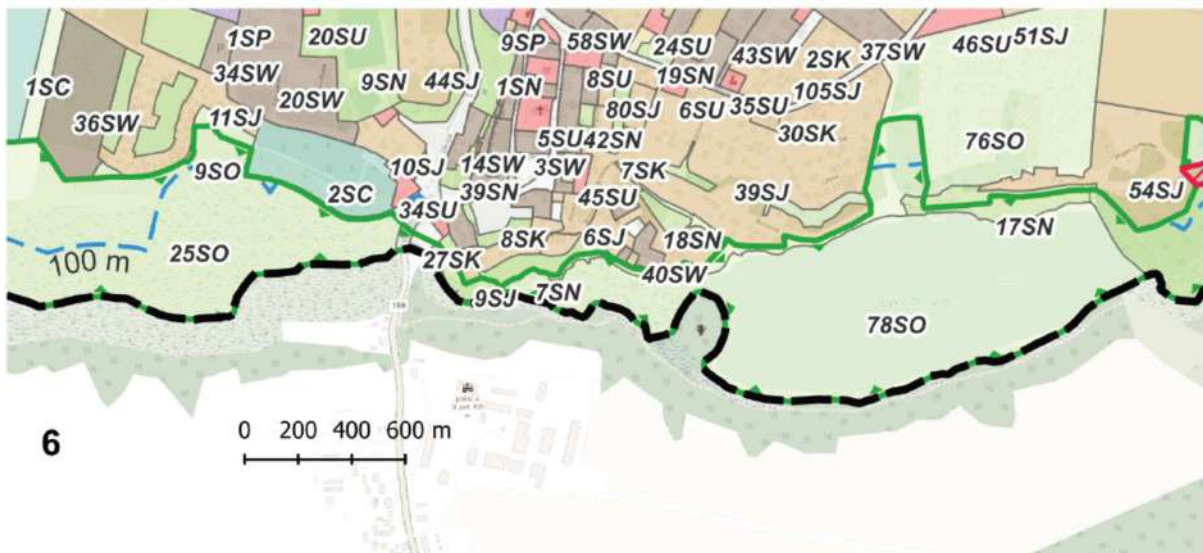 1SP 20SU 9SP 58SW 24SU 43SW 2SK 37SW 46SU 51SJ
1SC 34SW 9SN 44SJ 1SN 8SU 19SN 105SJ
36SW 11SJ 20SW 80SJ 6SU 35SU 30SK
9SO 10SJ 14SW 5SU 42SN 76SO
2SC 39SN 3SW 7SK 39SJ 54SJ
34SU 45SU 17SN
25SO 27SK 8SK 6SJ 18SN
100 m 9SJ 7SN 40SW
78SO
6 0 200 400 600 m